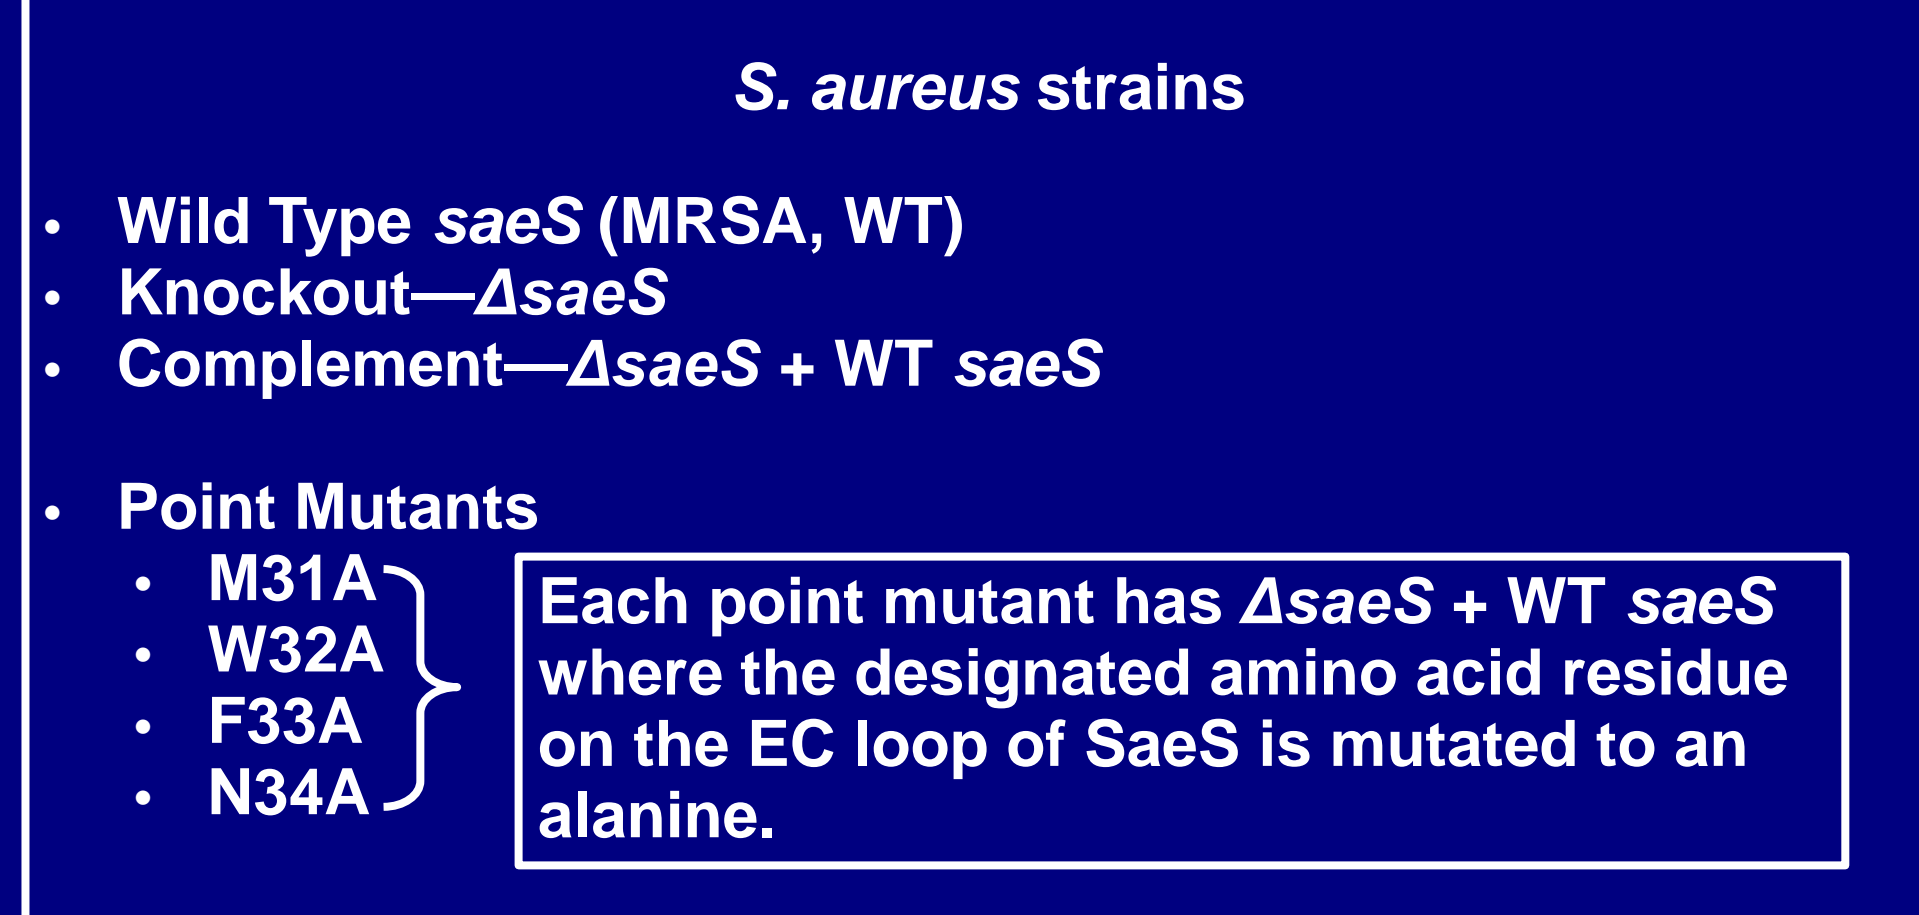 S. aureus strains
• Wild Type saeS (MRSA, WT)
• Knockout—ΔsaeS
• Complement—ΔsaeS + WT saeS
• Point Mutants
• M31A
• W32A
• F33A
• N34A
Each point mutant has ΔsaeS + WT saeS
where the designated amino acid residue
on the EC loop of SaeS is mutated to an
alanine.